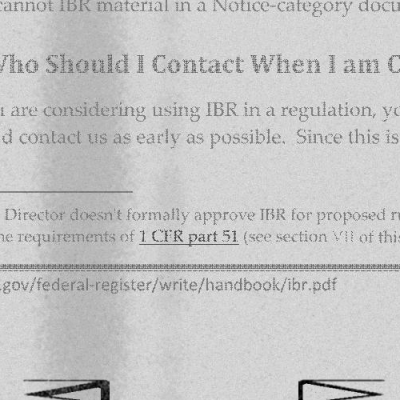 cannot IBR material in a Notice-category docu
Who Should I Contact When I am C
u are considering using IBR in a regulation, yo
d contact us as early as possible. Since this is
Director doesn't formally approve IBR for proposed ru
he requirements of 1 CFR part 51 (see section VII of this
.gov/federal-register/write/handbook/ibr.pdf